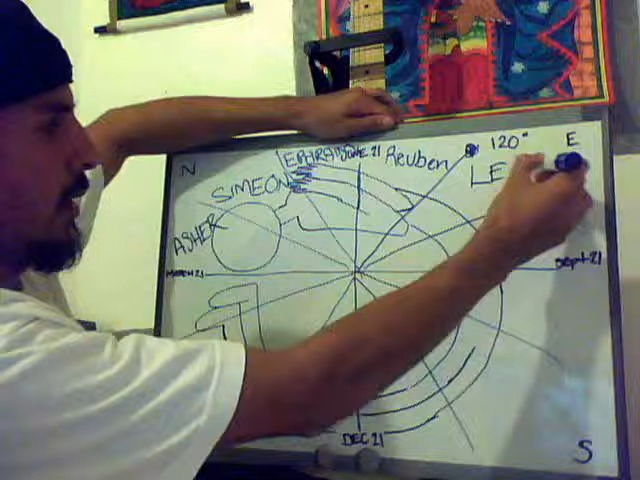 N
120°
E
EPHRAIM
JUNE 21
Reuben
LE
SIMEON
ASHER
MARCH 21
Sept 21
DEC 21
S